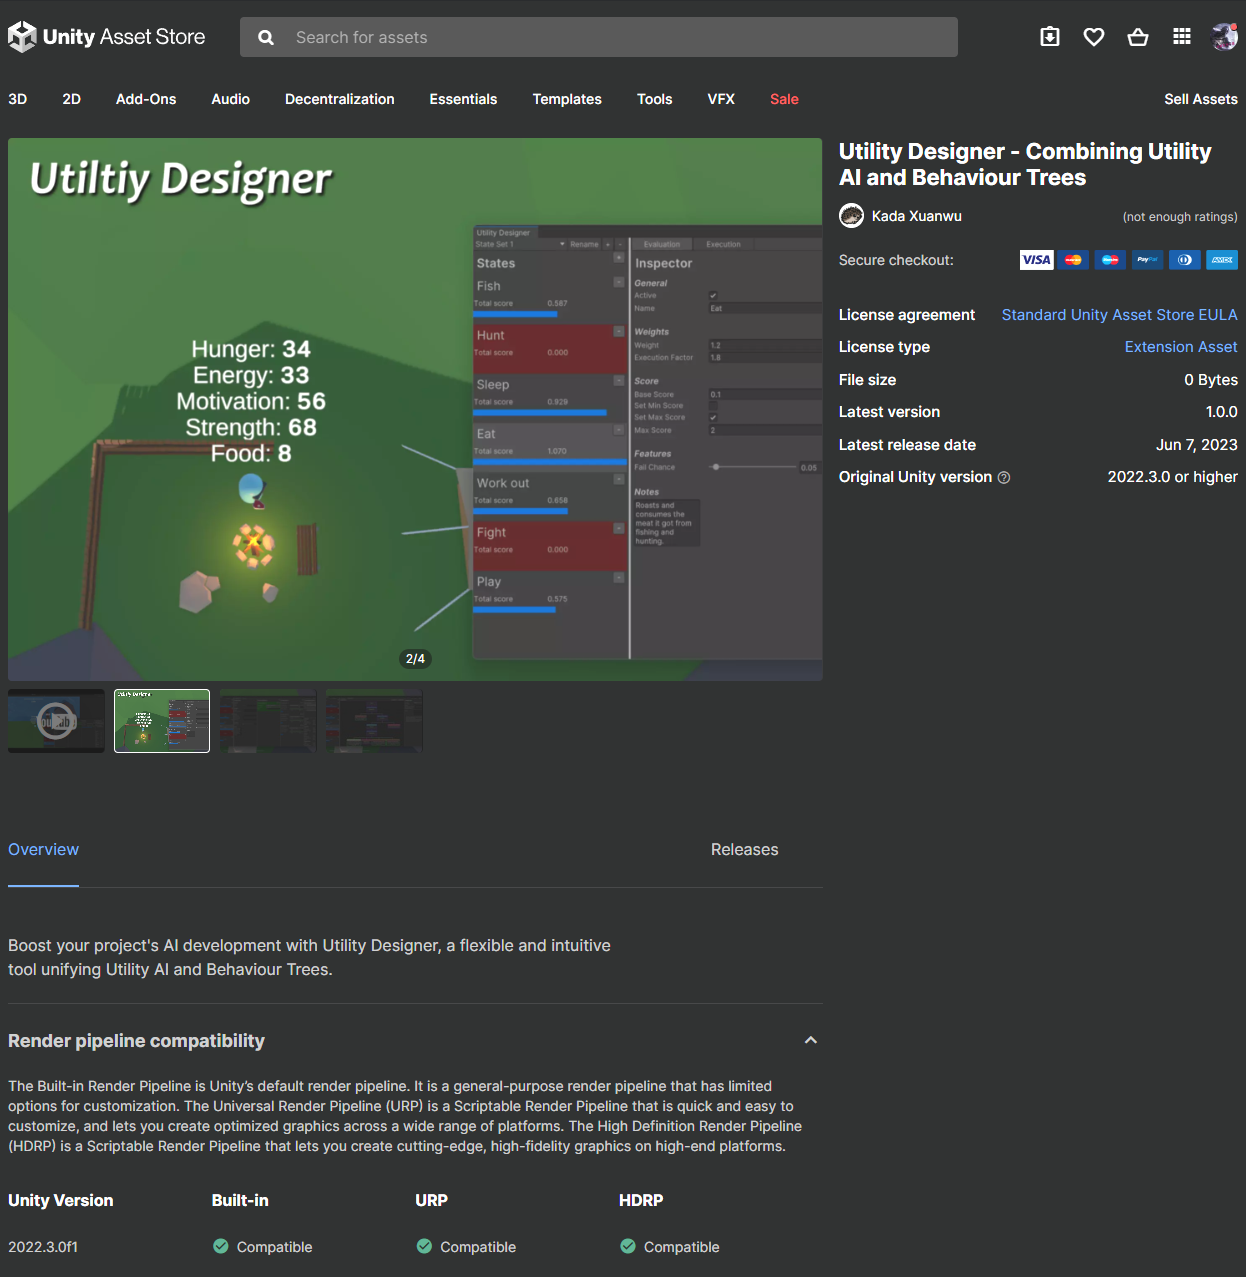 Unity Asset Store
Search for assets
3D 2D Add-Ons Audio Decentralization Essentials Templates Tools VFX Sale Sell Assets
Utiltiy Designer
Hunger: 34
Energy: 33
Motivation: 56
Strength: 68
Food: 8
Utility Designer
State Set 1 Rename + -
States
Fish
Total score 0.587
Hunt
Total score 0.000
Sleep
Total score 0.929
Eat
Total score 1.070
Work out
Total score 0.658
Fight
Total score 0.000
Play
Total score 0.575
Evaluation Execution
Inspector
General
Active
Name Eat
Weights
Weight 1.2
Execution Factor 1.8
Score
Base Score 0.1
Set Min Score
Set Max Score
Max Score 2
Features
Fail Chance 0.05
Notes
Roasts and
consumes the
meat it got from
fishing and
hunting.
2/4
YouTube
Utiltiy Designer
Utility Designer - Combining Utility
AI and Behaviour Trees
Kada Xuanwu (not enough ratings)
Secure checkout: VISA PayPal AMEX
License agreement Standard Unity Asset Store EULA
License type Extension Asset
File size 0 Bytes
Latest version 1.0.0
Latest release date Jun 7, 2023
Original Unity version ? 2022.3.0 or higher
Overview Releases
Boost your project's AI development with Utility Designer, a flexible and intuitive
tool unifying Utility AI and Behaviour Trees.
Render pipeline compatibility
The Built-in Render Pipeline is Unity’s default render pipeline. It is a general-purpose render pipeline that has limited
options for customization. The Universal Render Pipeline (URP) is a Scriptable Render Pipeline that is quick and easy to
customize, and lets you create optimized graphics across a wide range of platforms. The High Definition Render Pipeline
(HDRP) is a Scriptable Render Pipeline that lets you create cutting-edge, high-fidelity graphics on high-end platforms.
Unity Version Built-in URP HDRP
2022.3.0f1 Compatible Compatible Compatible